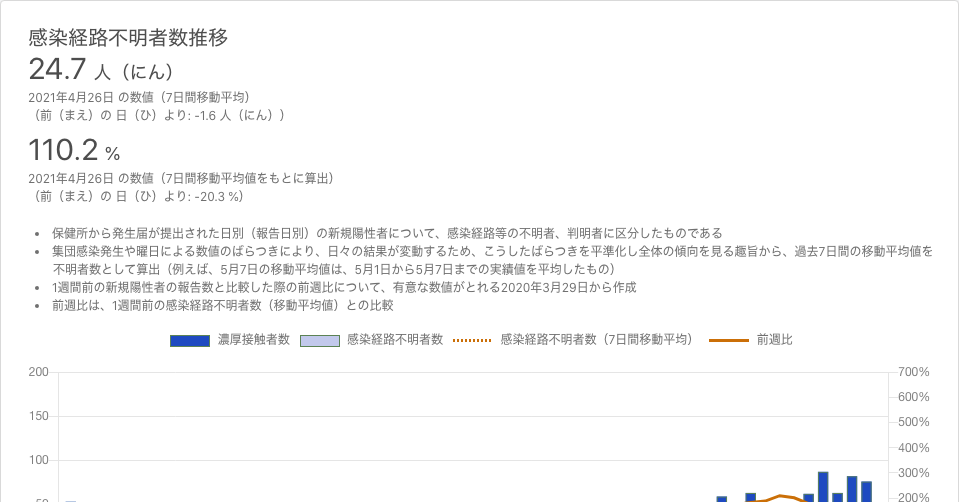 感染経路不明者数推移
24.7 人（にん）
2021年4月26日 の数値（7日間移動平均）
（前（まえ）の 日（ひ）より: -1.6 人（にん））
110.2 %
2021年4月26日 の数値（7日間移動平均値をもとに算出）
（前（まえ）の 日（ひ）より: -20.3 %）
• 保健所から発生届が提出された日別（報告日別）の新規陽性者について、感染経路等の不明者、判明者に区分したものである
• 集団感染発生や曜日による数値のばらつきにより、日々の結果が変動するため、こうしたばらつきを平準化し全体の傾向を見る趣旨から、過去7日間の移動平均値を
不明者数として算出（例えば、5月7日の移動平均値は、5月1日から5月7日までの実績値を平均したもの）
• 1週間前の新規陽性者の報告数と比較した際の前週比について、有意な数値がとれる2020年3月29日から作成
• 前週比は、1週間前の感染経路不明者数（移動平均値）との比較
濃厚接触者数 感染経路不明者数 感染経路不明者数（7日間移動平均） 前週比
200 700%
600%
150 500%
400%
100 300%
50 200%